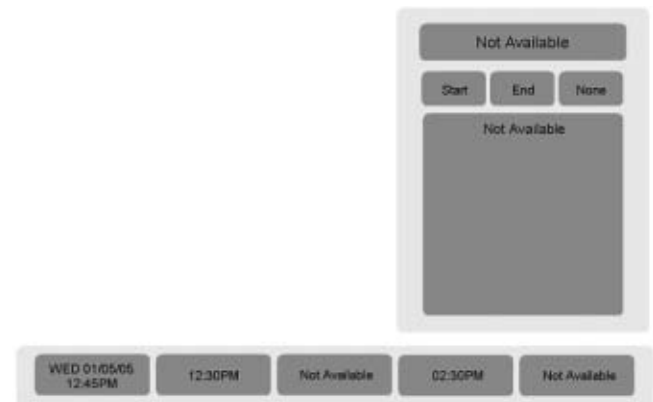 Not Available
Start End None
Not Available
WED 01/05/05
12:45PM
12:30PM
Not Available
02:30PM
Not Available